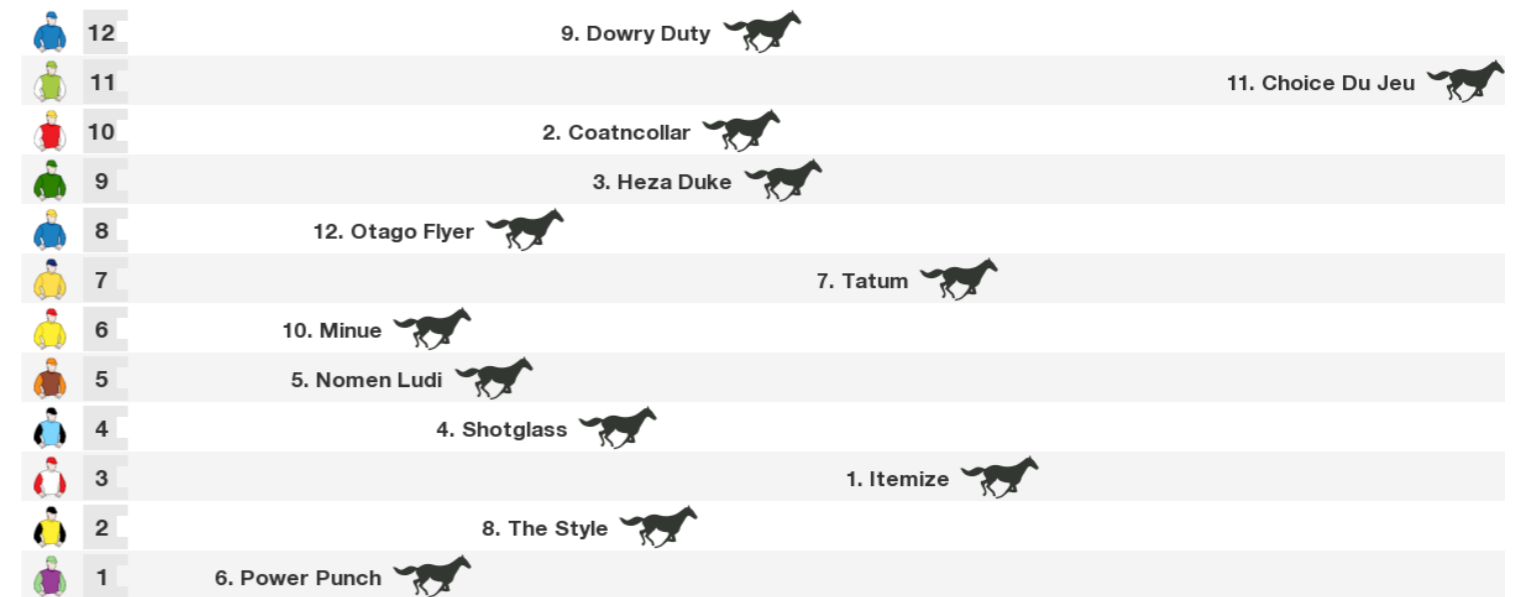 12 9. Dowry Duty
11 11. Choice Du Jeu
10 2. Coatncollar
9 3. Heza Duke
8 12. Otago Flyer
7 7. Tatum
6 10. Minue
5 5. Nomen Ludi
4 4. Shotglass
3 1. Itemize
2 8. The Style
1 6. Power Punch